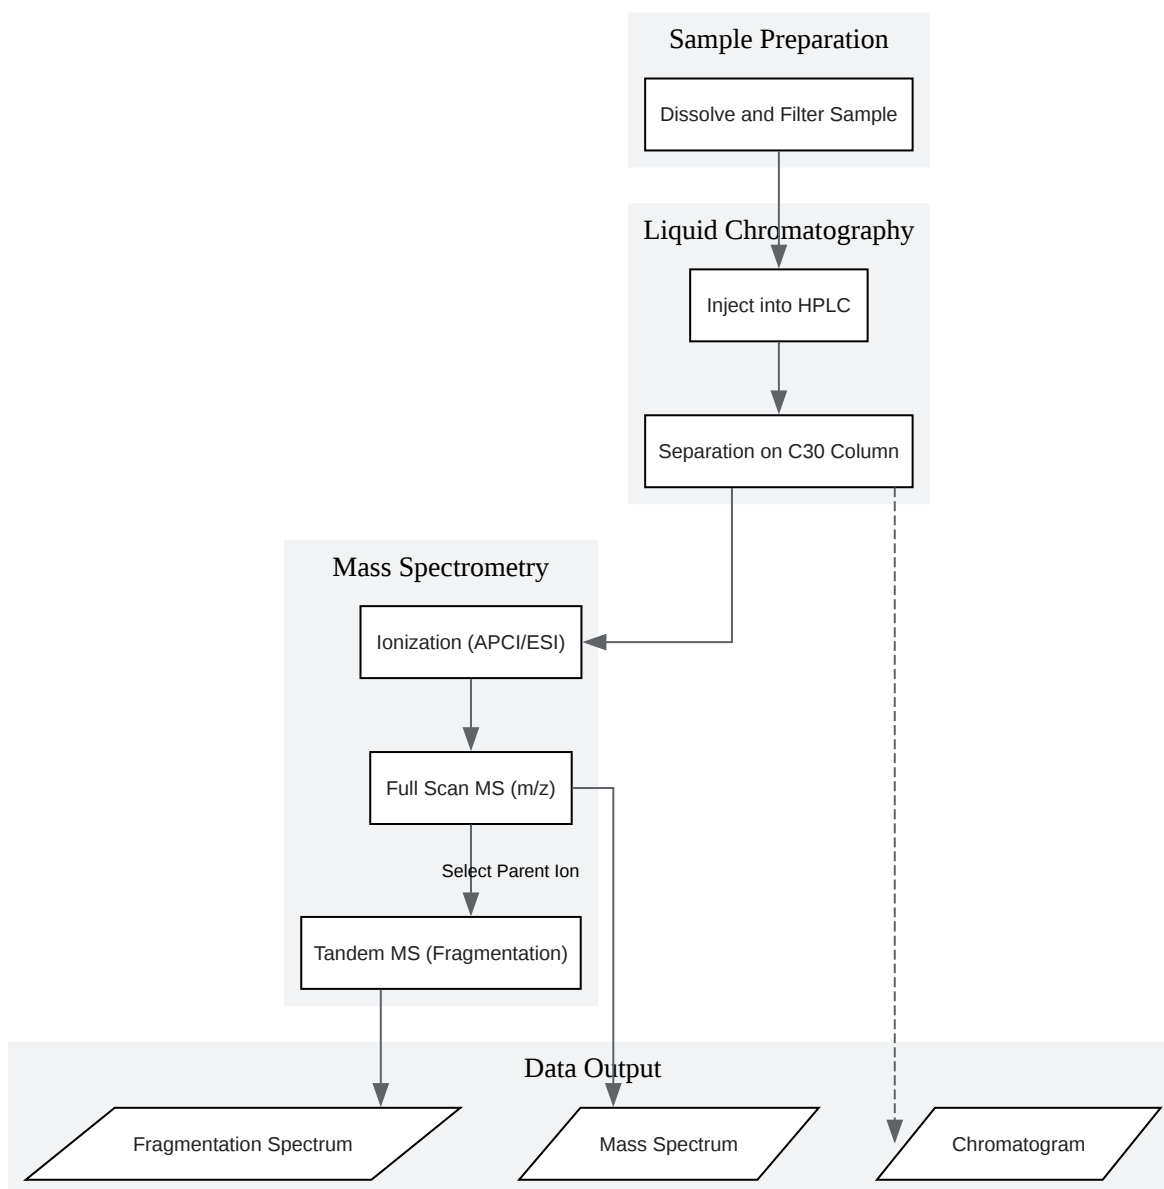 Sample Preparation
Dissolve and Filter Sample
Liquid Chromatography
Inject into HPLC
Separation on C30 Column
Mass Spectrometry
Ionization (APCI/ESI)
Full Scan MS (m/z)
Select Parent Ion
Tandem MS (Fragmentation)
Data Output
Fragmentation Spectrum
Mass Spectrum
Chromatogram